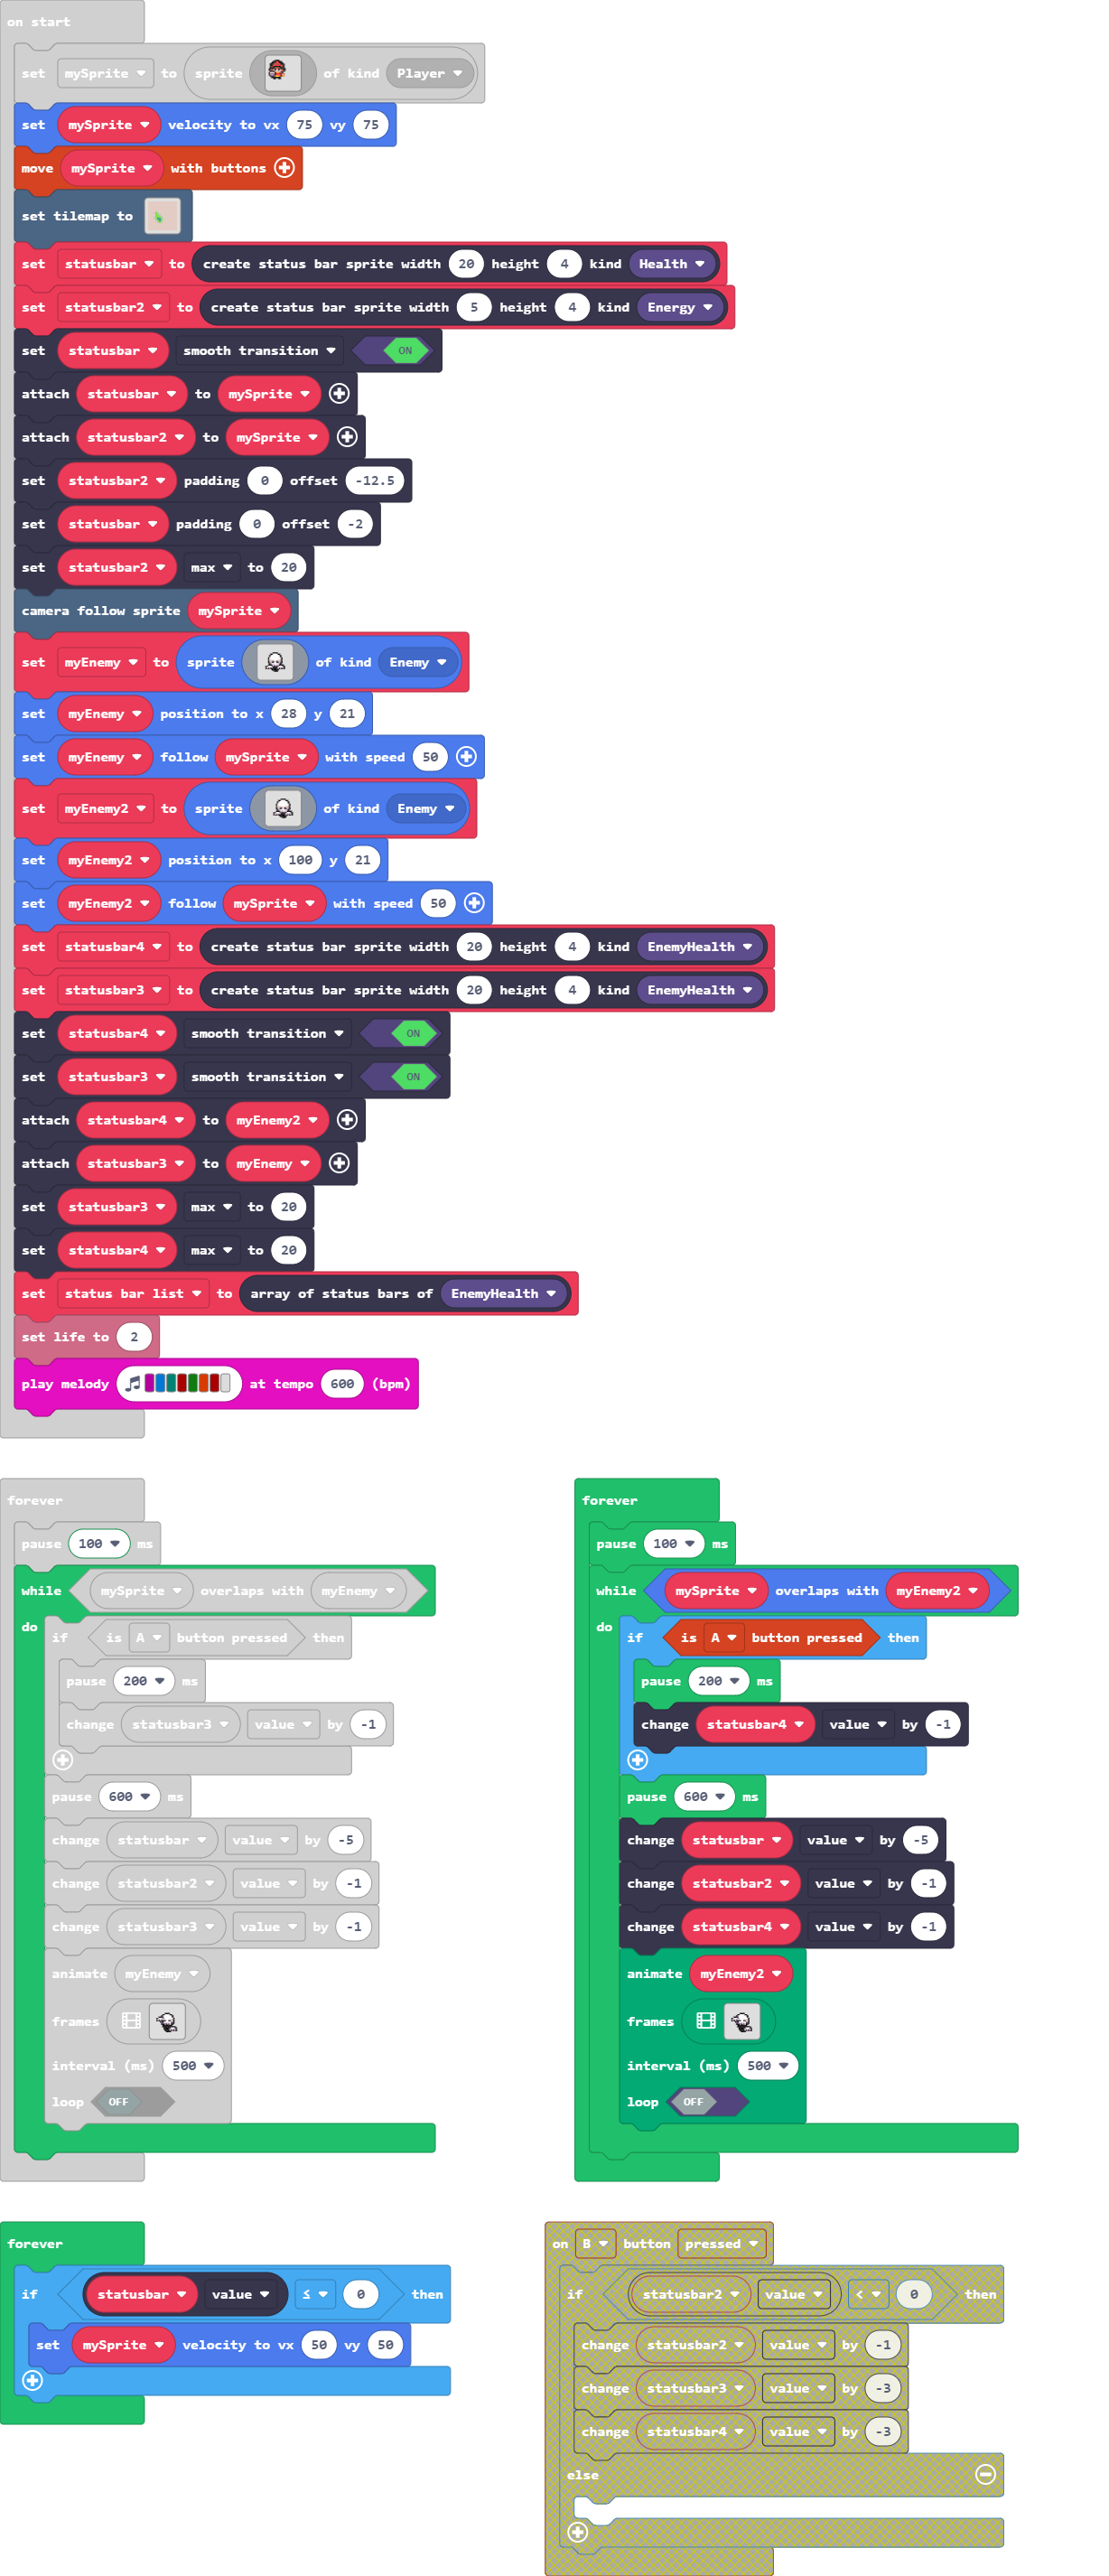 on start
set mySprite to sprite of kind Player
set mySprite velocity to vx 75 vy 75
move mySprite with buttons
set tilemap to
set statusbar to create status bar sprite width 20 height 4 kind Health
set statusbar2 to create status bar sprite width 5 height 4 kind Energy
set statusbar smooth transition ON
attach statusbar to mySprite
attach statusbar2 to mySprite
set statusbar2 padding 0 offset -12.5
set statusbar padding 0 offset -2
set statusbar2 max to 20
camera follow sprite mySprite
set myEnemy to sprite of kind Enemy
set myEnemy position to x 28 y 21
set myEnemy follow mySprite with speed 50
set myEnemy2 to sprite of kind Enemy
set myEnemy2 position to x 100 y 21
set myEnemy2 follow mySprite with speed 50
set statusbar4 to create status bar sprite width 20 height 4 kind EnemyHealth
set statusbar3 to create status bar sprite width 20 height 4 kind EnemyHealth
set statusbar4 smooth transition ON
set statusbar3 smooth transition ON
attach statusbar4 to myEnemy2
attach statusbar3 to myEnemy
set statusbar3 max to 20
set statusbar4 max to 20
set status bar list to array of status bars of EnemyHealth
set life to 2
play melody at tempo 600 (bpm)
forever
pause 100 ms
while mySprite overlaps with myEnemy
do
if is A button pressed then
pause 200 ms
change statusbar3 value by -1
pause 600 ms
change statusbar value by -5
change statusbar2 value by -1
change statusbar3 value by -1
animate myEnemy
frames
interval (ms) 500
loop OFF
forever
pause 100 ms
while mySprite overlaps with myEnemy2
do
if is A button pressed then
pause 200 ms
change statusbar4 value by -1
pause 600 ms
change statusbar value by -5
change statusbar2 value by -1
change statusbar4 value by -1
animate myEnemy2
frames
interval (ms) 500
loop OFF
forever
if statusbar value ≤ 0 then
set mySprite velocity to vx 50 vy 50
on B button pressed
if statusbar2 value < 0 then
change statusbar2 value by -1
change statusbar3 value by -3
change statusbar4 value by -3
else